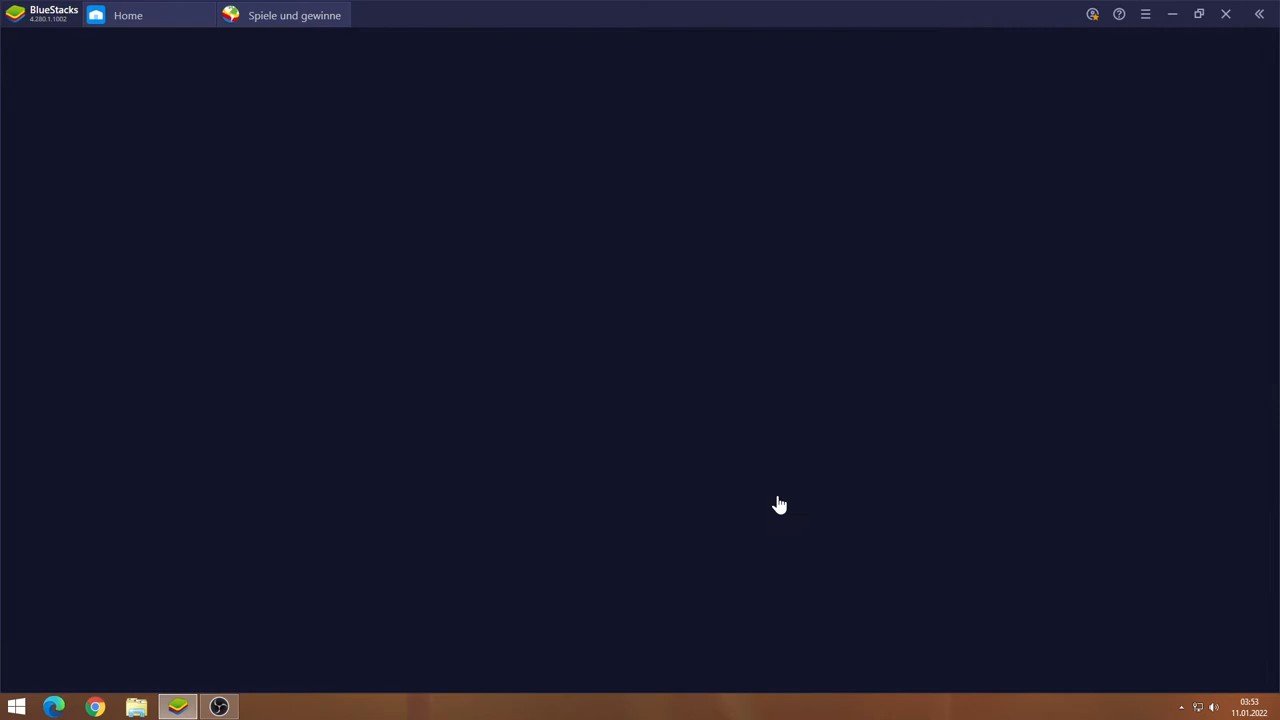 BlueStacks
4.280.1.1002
Home
Spiele und gewinne
03:53
11.01.2022